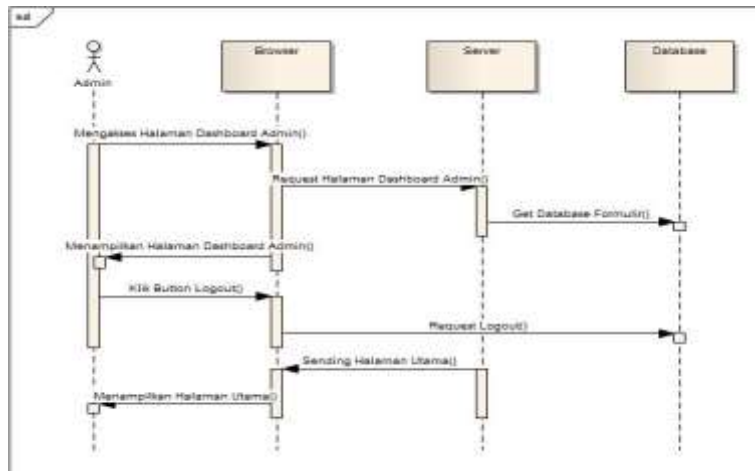 sd
Browser
Server
Database
Admin
Mengakses Halaman Dashboard Admin()
Request Halaman Dashboard Admin()
Get Database Formulir()
Menampilkan Halaman Dashboard Admin()
Klik Button Logout()
Request Logout()
Sending Halaman Utama()
Menampilkan Halaman Utama()